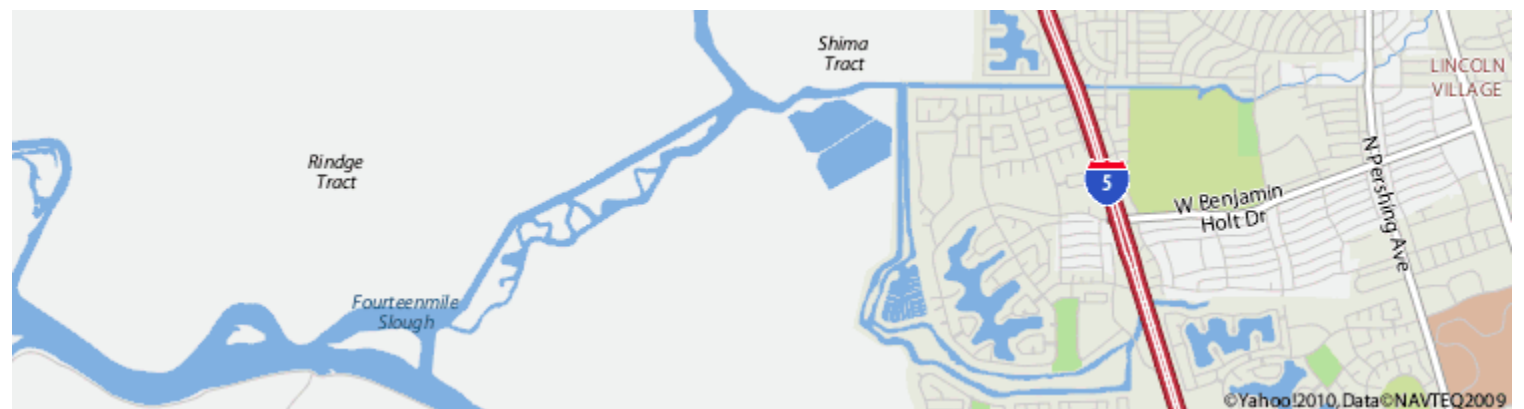 Shima
Tract
LINCOLN
VILLAGE
Rindge
Tract
5
N Pershing Ave
W Benjamin
Holt Dr
Fourteenmile
Slough
©Yahoo!2010, Data©NAVTEQ2009